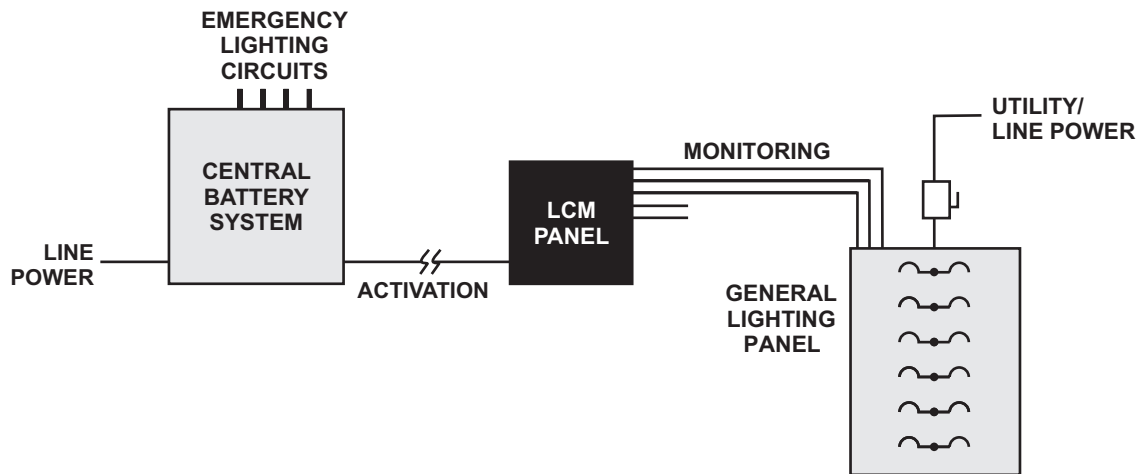 EMERGENCY
LIGHTING
CIRCUITS
CENTRAL
BATTERY
SYSTEM
LINE
POWER
ACTIVATION
LCM
PANEL
MONITORING
UTILITY/
LINE POWER
GENERAL
LIGHTING
PANEL